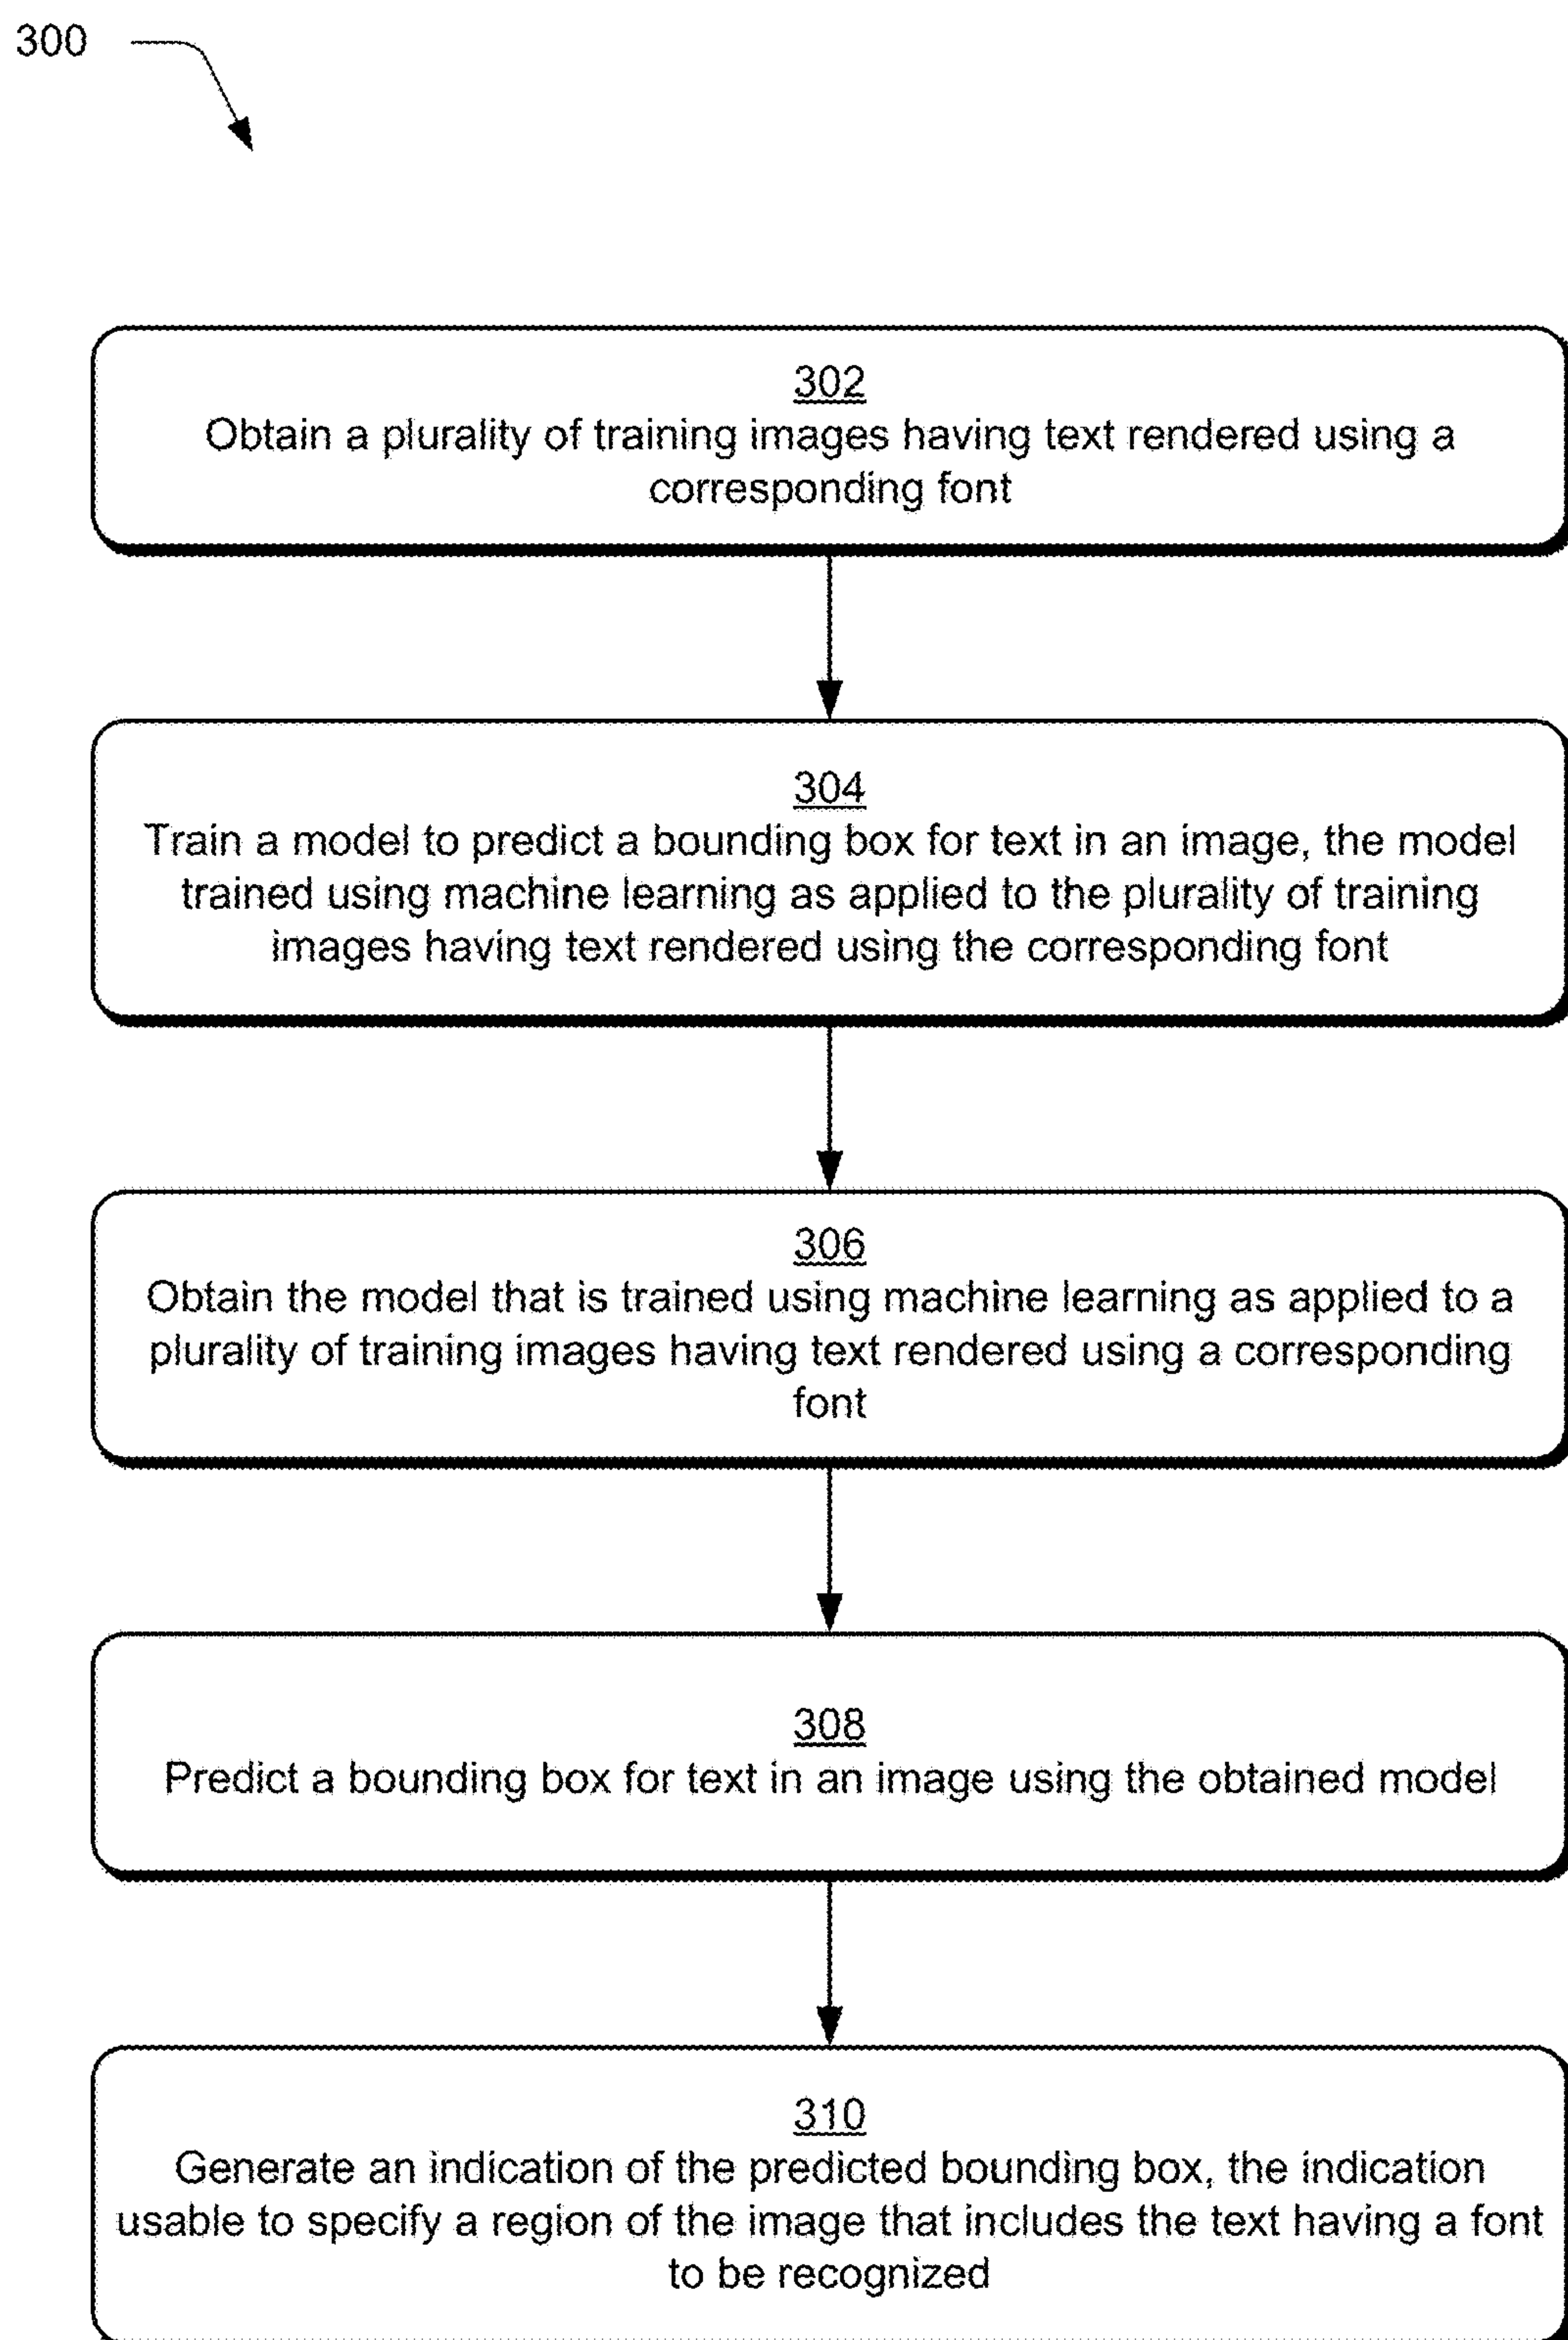 300
302
Obtain a plurality of training images having text rendered using a
corresponding font
304
Train a model to predict a bounding box for text in an image, the model
trained using machine learning as applied to the plurality of training
images having text rendered using the corresponding font
306
Obtain the model that is trained using machine learning as applied to a
plurality of training images having text rendered using a corresponding
font
308
Predict a bounding box for text in an image using the obtained model
310
Generate an indication of the predicted bounding box, the indication
usable to specify a region of the image that includes the text having a font
to be recognized